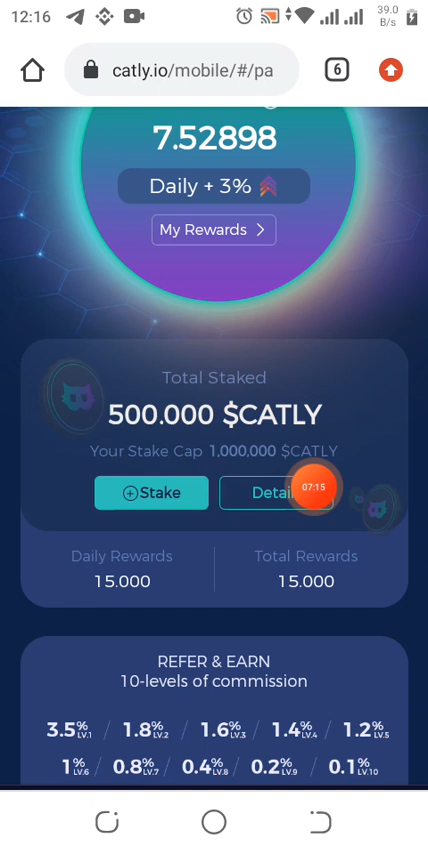 12:16
39.0
B/s
catly.io/mobile/#/pa
6
7.52898
Daily + 3%
My Rewards >
Total Staked
500.000 $CATLY
Your Stake Cap 1,000,000 $CATLY
Stake
Detai
07:15
Daily Rewards
Total Rewards
15.000
15.000
REFER & EARN
10-levels of commission
3.5% LV.1 / 1.8% LV.2 / 1.6% LV.3 / 1.4% LV.4 / 1.2% LV.5
1% LV.6 / 0.8% LV.7 / 0.4% LV.8 / 0.2% LV.9 / 0.1% LV.10